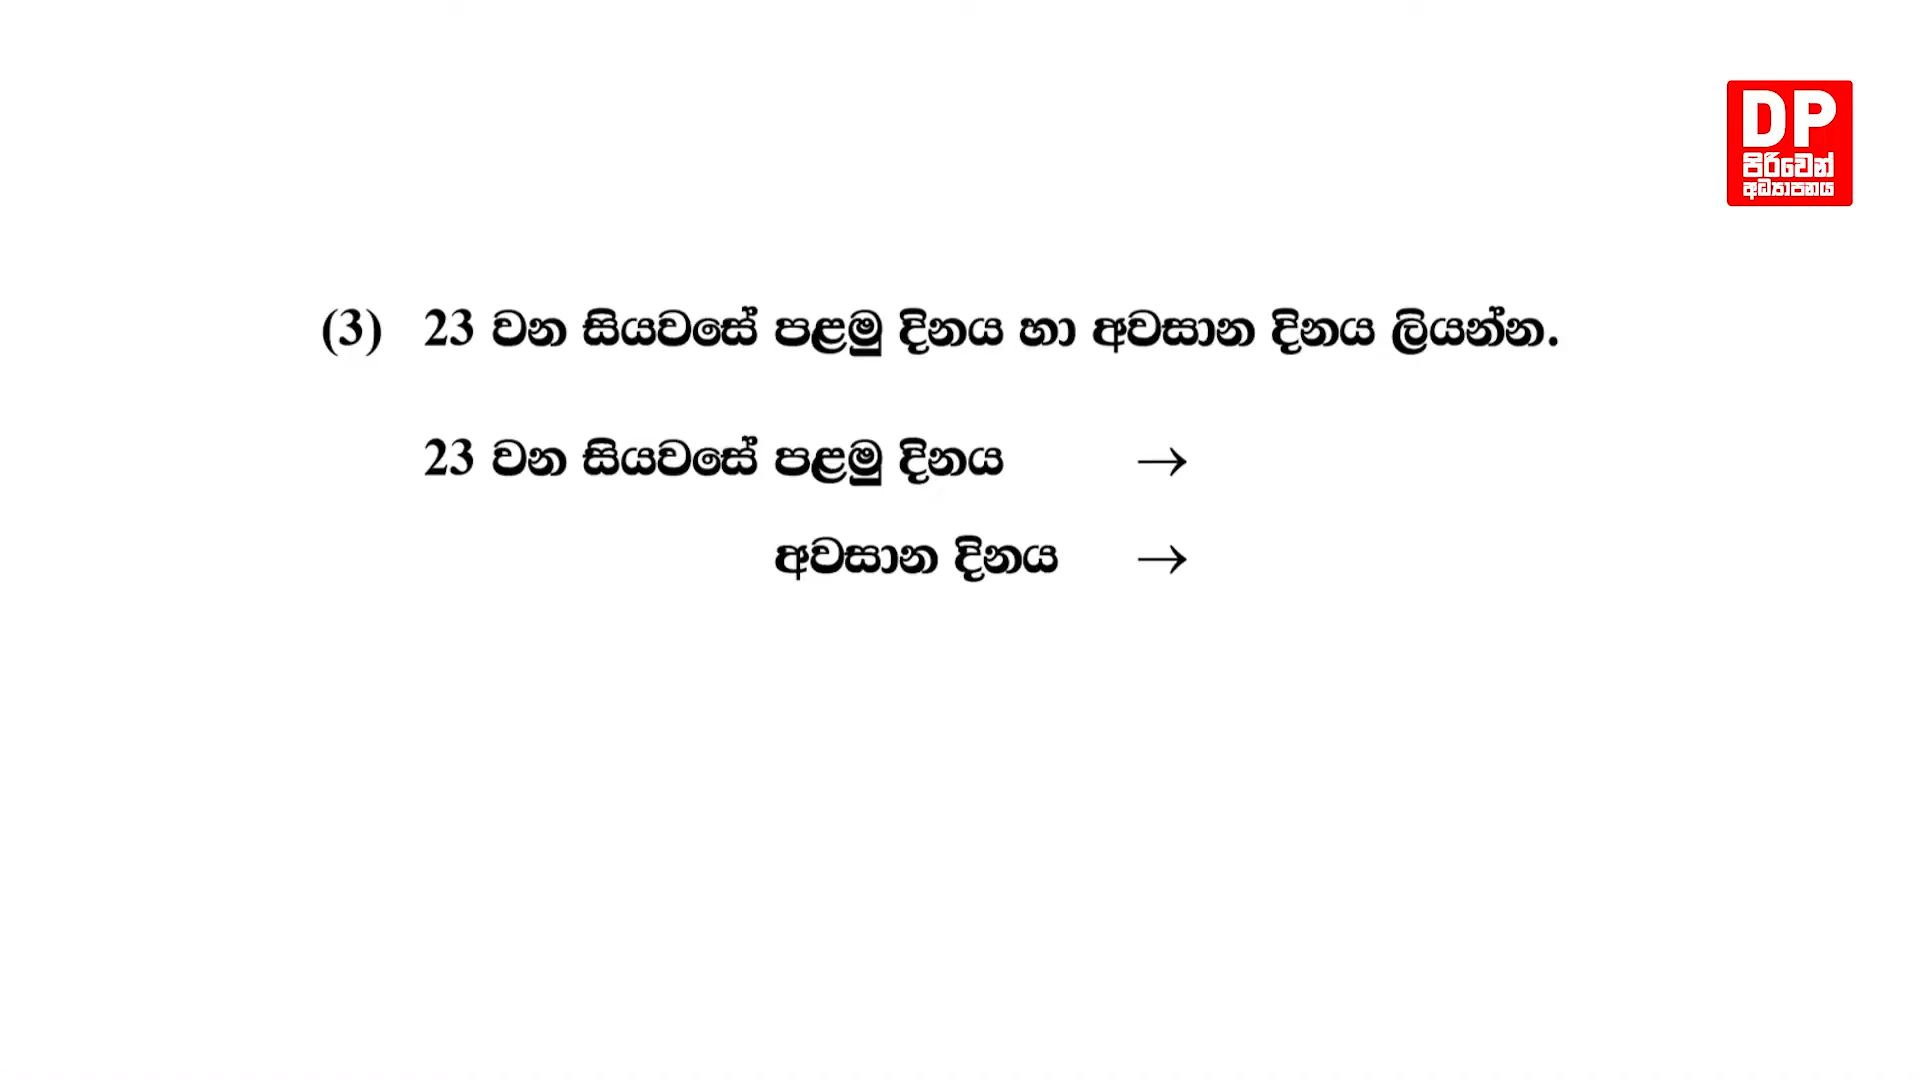 DP
පිරිවෙන්
අධ්‍යාපනය
(3) 23 වන සියවසේ පළමු දිනය හා අවසාන දිනය ලියන්න.
23 වන සියවසේ පළමු දිනය →
අවසාන දිනය →